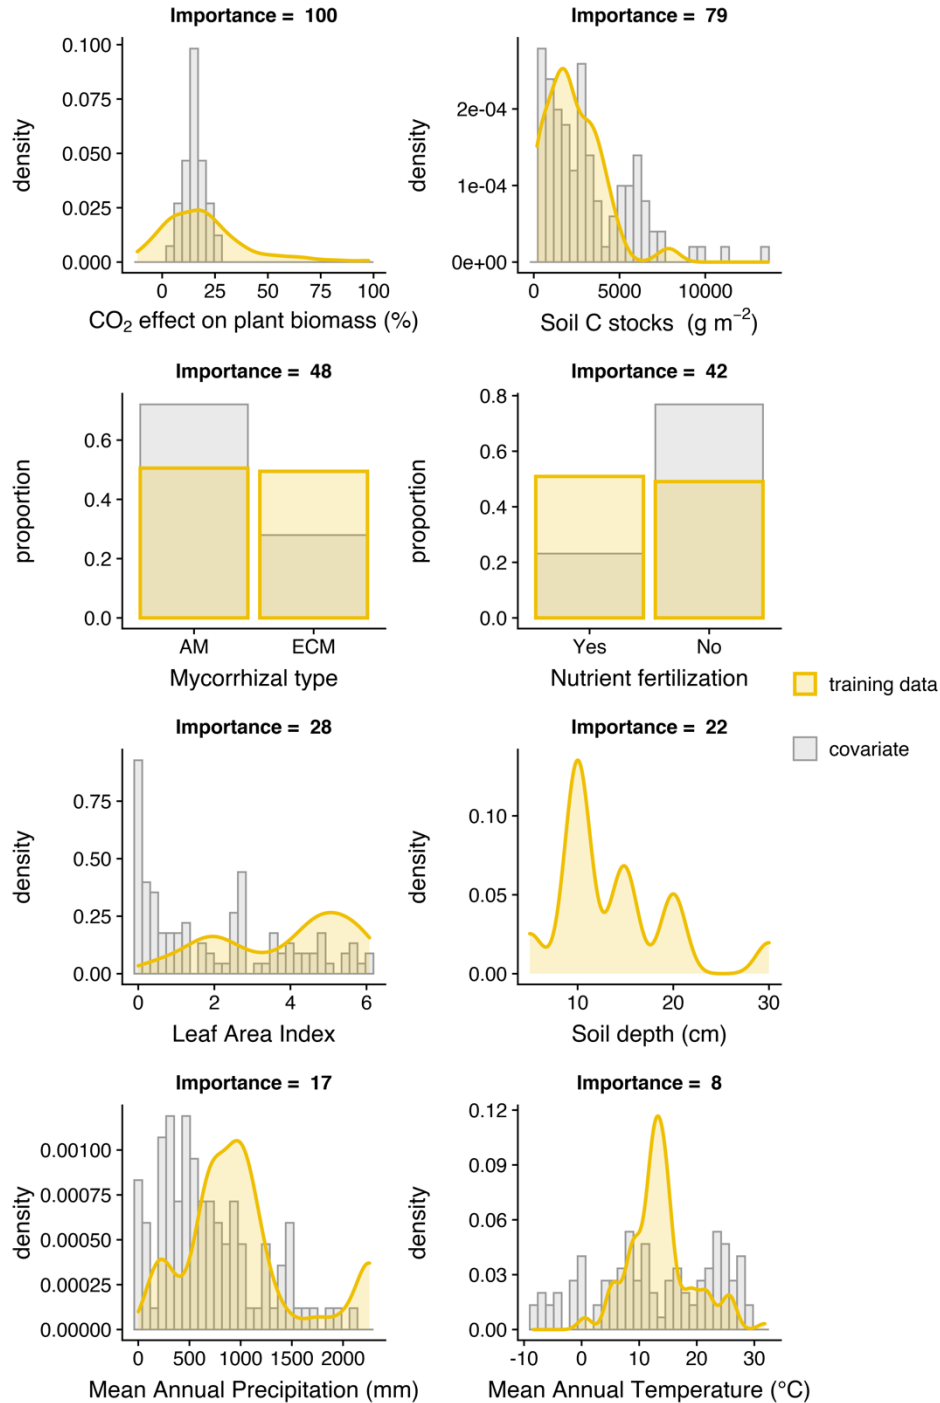 Importance = 100
0.100
0.075
0.050
0.025
0.000
density
0 25 50 75 100
CO₂ effect on plant biomass (%)
Importance = 79
2e-04
1e-04
0e+00
density
0 5000 10000
Soil C stocks (g m⁻²)
Importance = 48
0.6
0.4
0.2
0.0
proportion
AM ECM
Mycorrhizal type
Importance = 42
0.8
0.6
0.4
0.2
0.0
proportion
Yes No
Nutrient fertilization
training data
covariate
Importance = 28
0.75
0.50
0.25
0.00
density
0 2 4 6
Leaf Area Index
Importance = 22
0.10
0.05
0.00
density
10 20 30
Soil depth (cm)
Importance = 17
0.00100
0.00075
0.00050
0.00025
0.00000
density
0 500 1000 1500 2000
Mean Annual Precipitation (mm)
Importance = 8
0.12
0.09
0.06
0.03
0.00
density
-10 0 10 20 30
Mean Annual Temperature (°C)